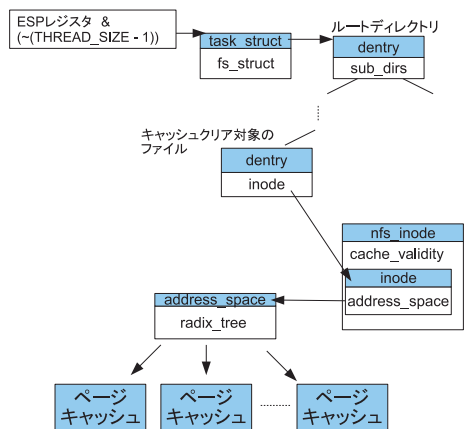 ESPレジスタ &
(~(THREAD_SIZE - 1))
task_struct
fs_struct
ルートディレクトリ
dentry
sub_dirs
キャッシュクリア対象の
ファイル
dentry
inode
nfs_inode
cache_validity
inode
address_space
address_space
radix_tree
ページ
キャッシュ
ページ
キャッシュ
ページ
キャッシュ